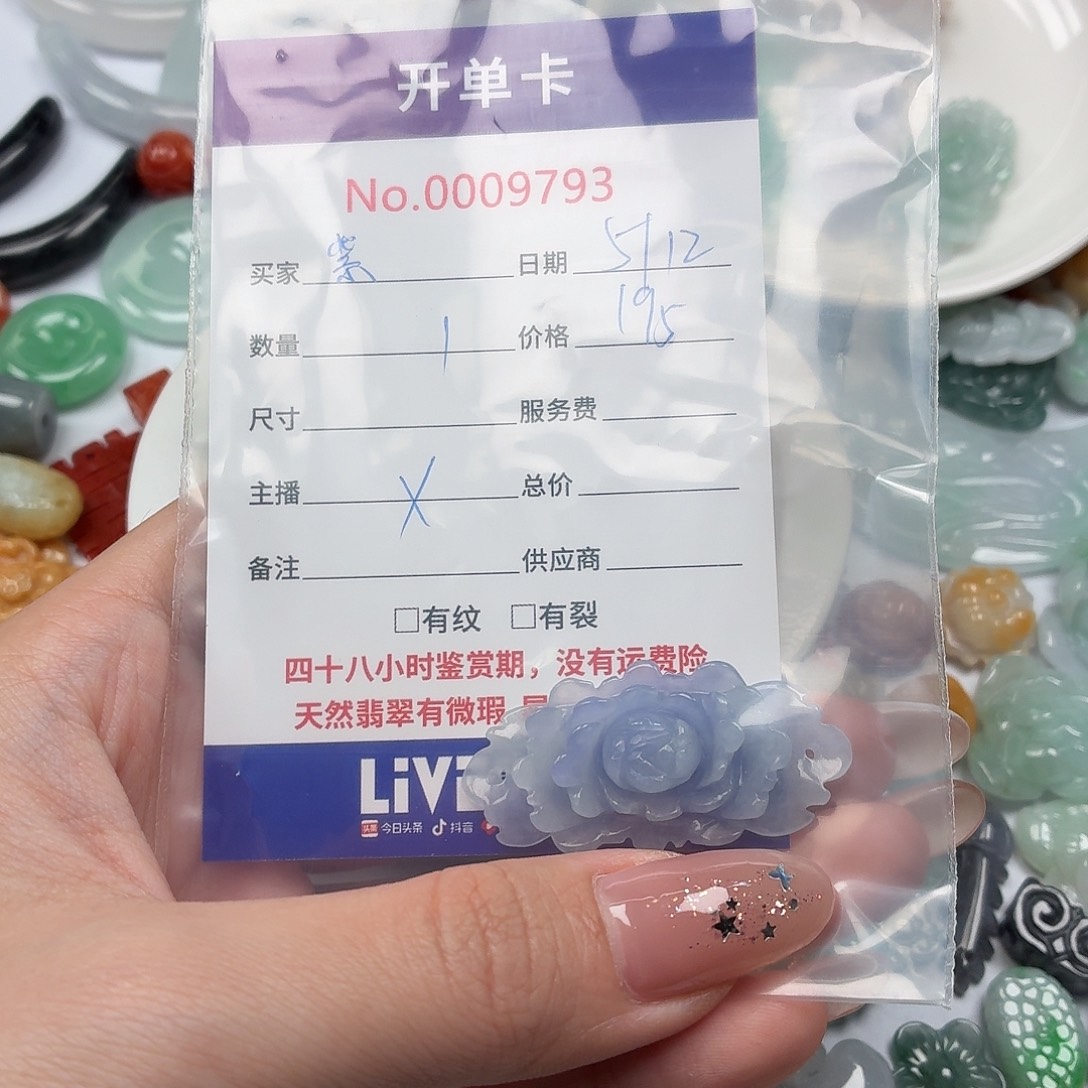 开单卡
No.0009793
买家 紫 日期 5/12
数量 1 价格 195
尺寸 服务费
主播 X 总价
备注 供应商
□有纹 □有裂
四十八小时鉴赏期，没有运费险
天然翡翠有微瑕
LiVE
今日头条 抖音